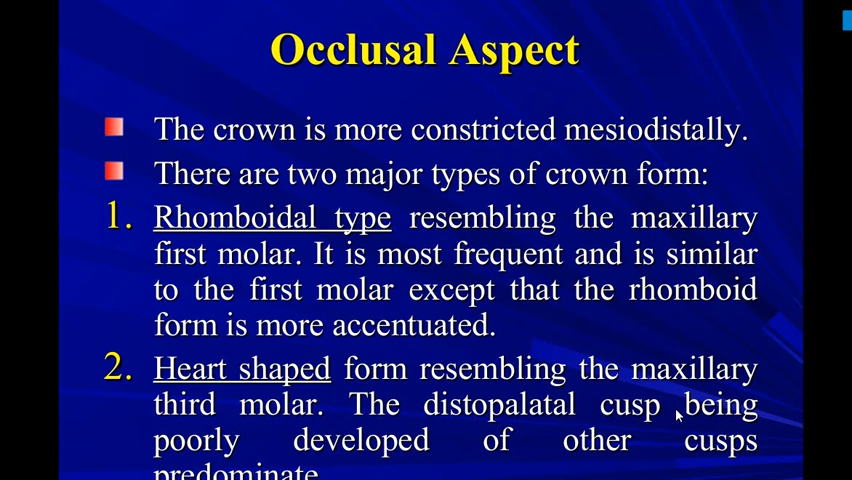 Occlusal Aspect
The crown is more constricted mesiodistally.
There are two major types of crown form:
1. Rhomboidal type resembling the maxillary
first molar. It is most frequent and is similar
to the first molar except that the rhomboid
form is more accentuated.
2. Heart shaped form resembling the maxillary
third molar. The distopalatal cusp being
poorly developed of other cusps
predominate.